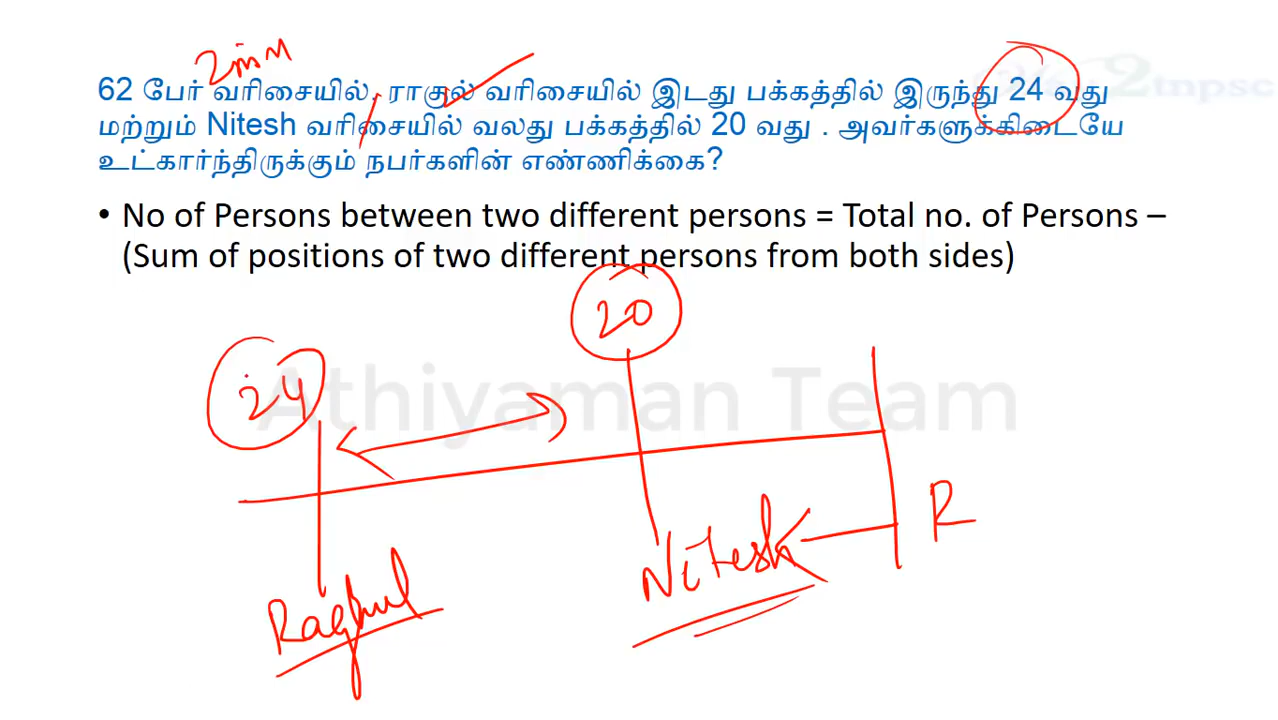 62 பேர் வரிசையில், ராகுல் வரிசையில் இடது பக்கத்தில் இருந்து 24 வது
மற்றும் Nitesh வரிசையில் வலது பக்கத்தில் 20 வது . அவர்களுக்கிடையே
உட்கார்ந்திருக்கும் நபர்களின் எண்ணிக்கை?
• No of Persons between two different persons = Total no. of Persons –
(Sum of positions of two different persons from both sides)
20
24
Athiyaman Team
R
Nitesh
Raghul